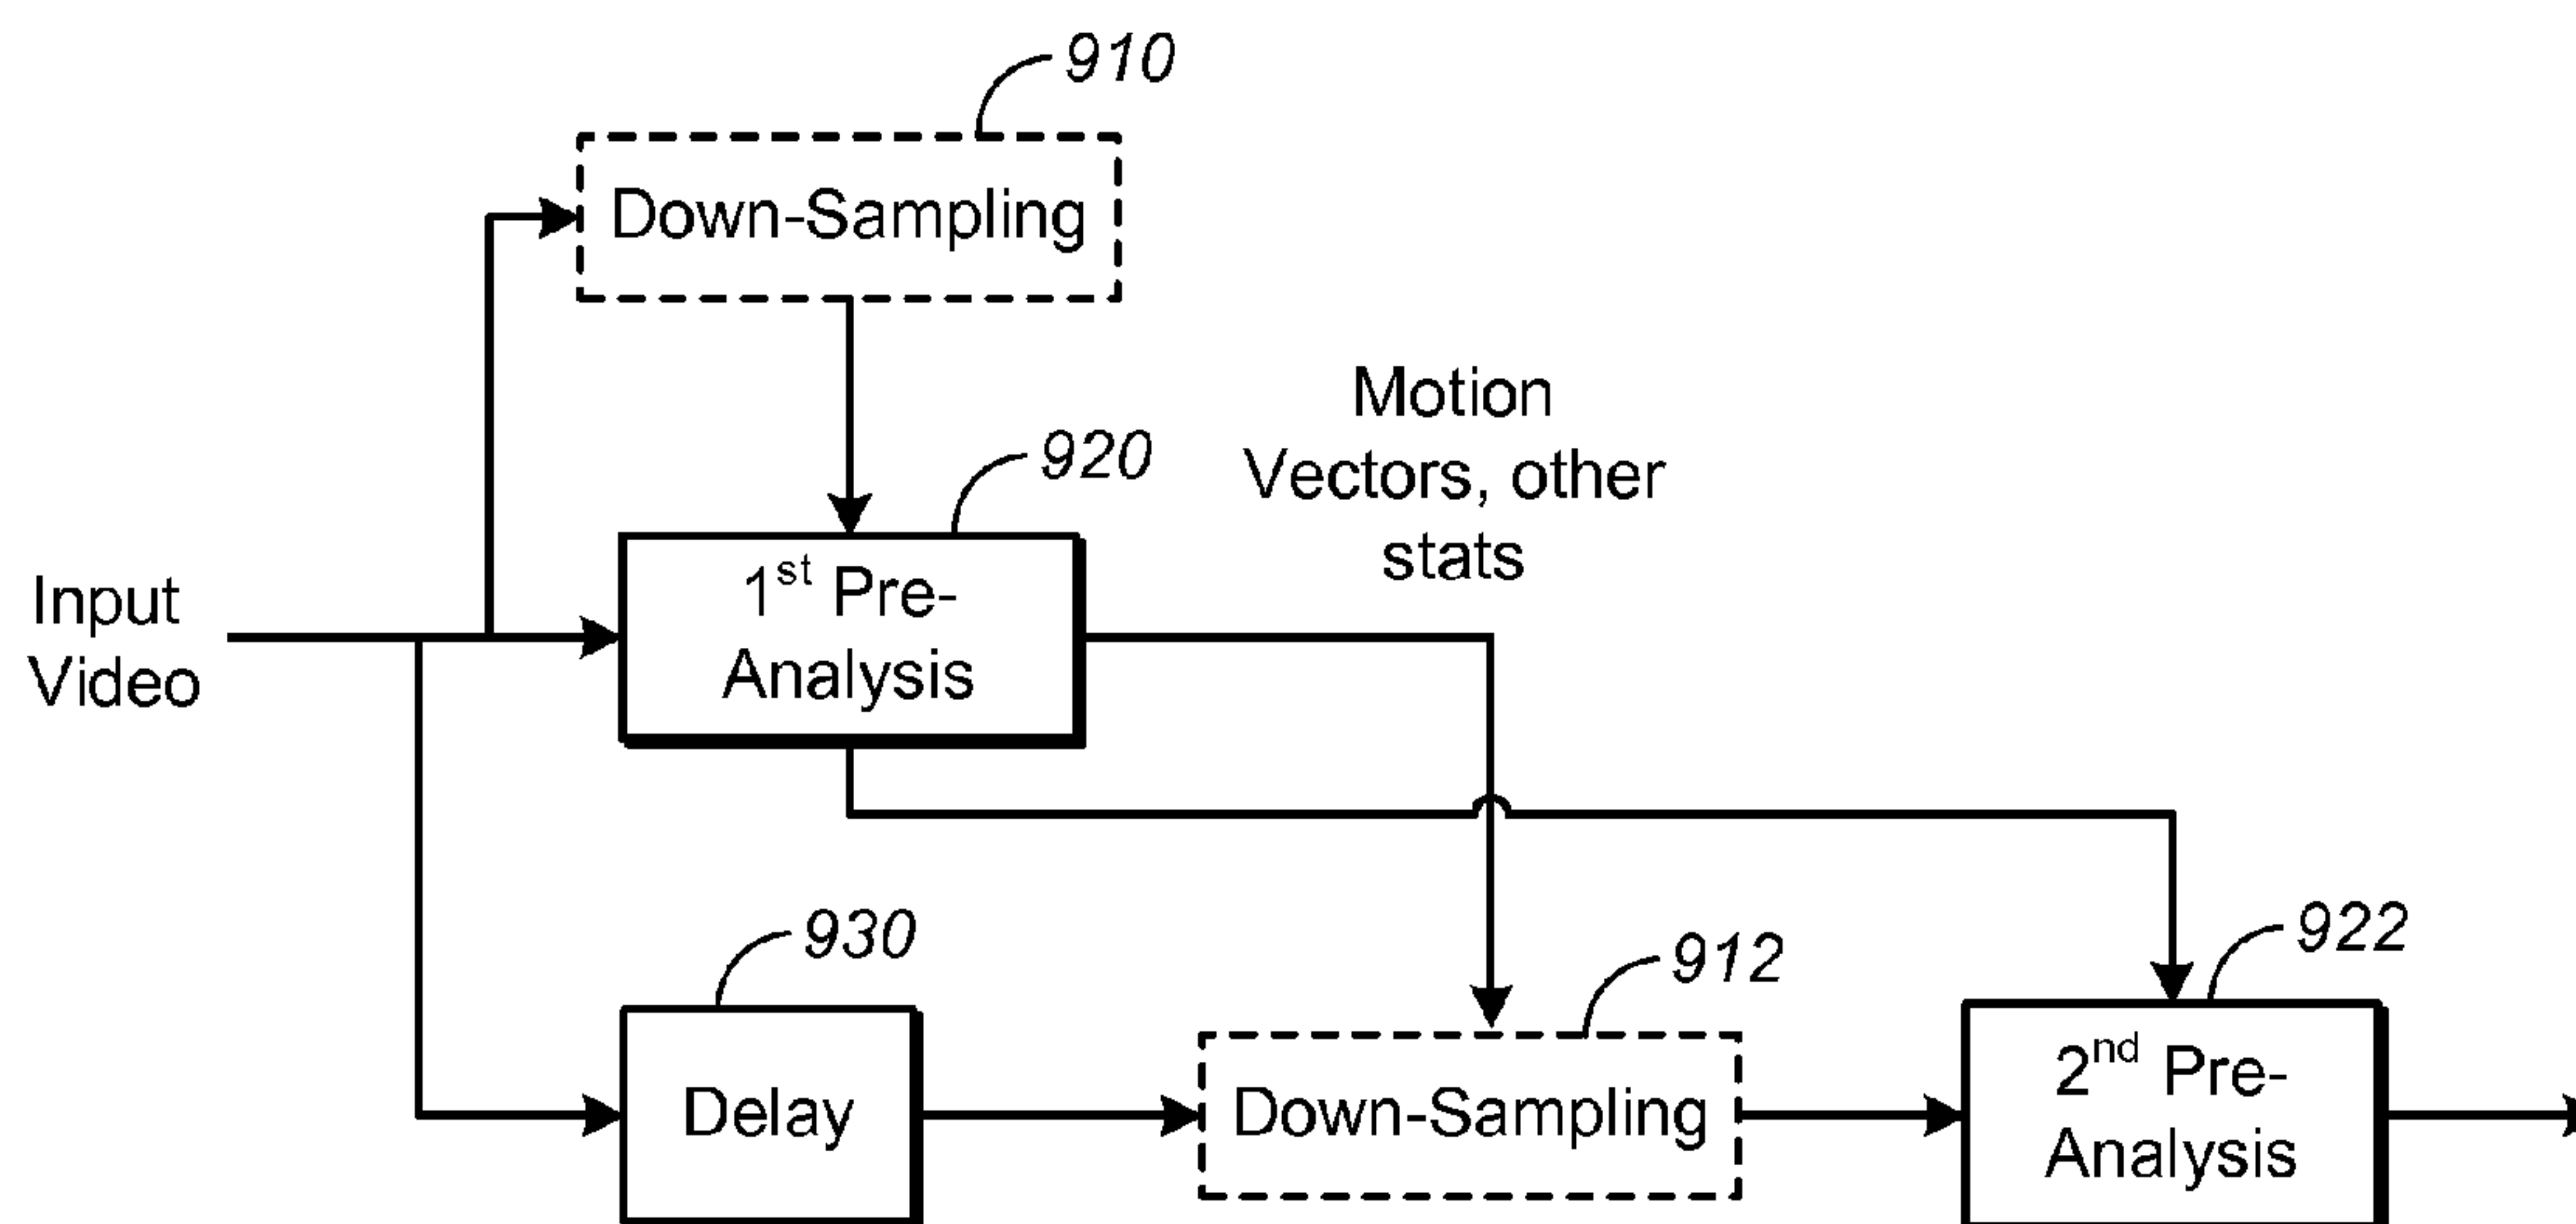 910
Down-Sampling
Motion
Vectors, other
stats
920
1st Pre-
Analysis
Input
Video
930
Delay
912
Down-Sampling
922
2nd Pre-
Analysis